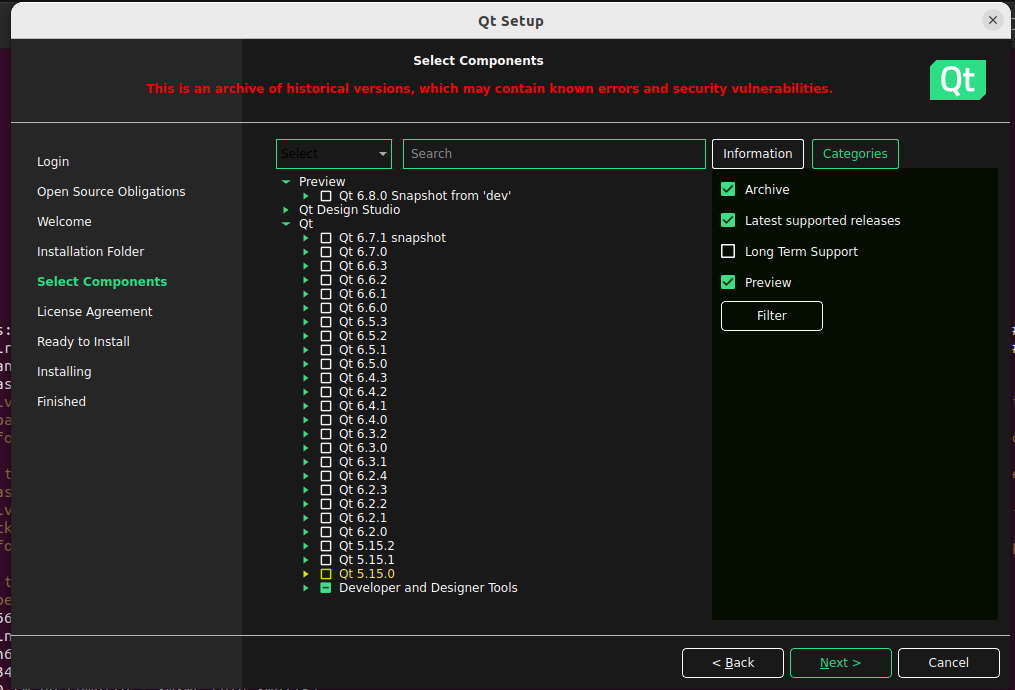 Qt Setup
Select Components
This is an archive of historical versions, which may contain known errors and security vulnerabilities.
Qt
Login
Open Source Obligations
Welcome
Installation Folder
Select Components
License Agreement
Ready to Install
Installing
Finished
Select
Search
Preview
Qt 6.8.0 Snapshot from 'dev'
Qt Design Studio
Qt
Qt 6.7.1 snapshot
Qt 6.7.0
Qt 6.6.3
Qt 6.6.2
Qt 6.6.1
Qt 6.6.0
Qt 6.5.3
Qt 6.5.2
Qt 6.5.1
Qt 6.5.0
Qt 6.4.3
Qt 6.4.2
Qt 6.4.1
Qt 6.4.0
Qt 6.3.2
Qt 6.3.0
Qt 6.3.1
Qt 6.2.4
Qt 6.2.3
Qt 6.2.2
Qt 6.2.1
Qt 6.2.0
Qt 5.15.2
Qt 5.15.1
Qt 5.15.0
Developer and Designer Tools
Information
Categories
Archive
Latest supported releases
Long Term Support
Preview
Filter
< Back
Next >
Cancel